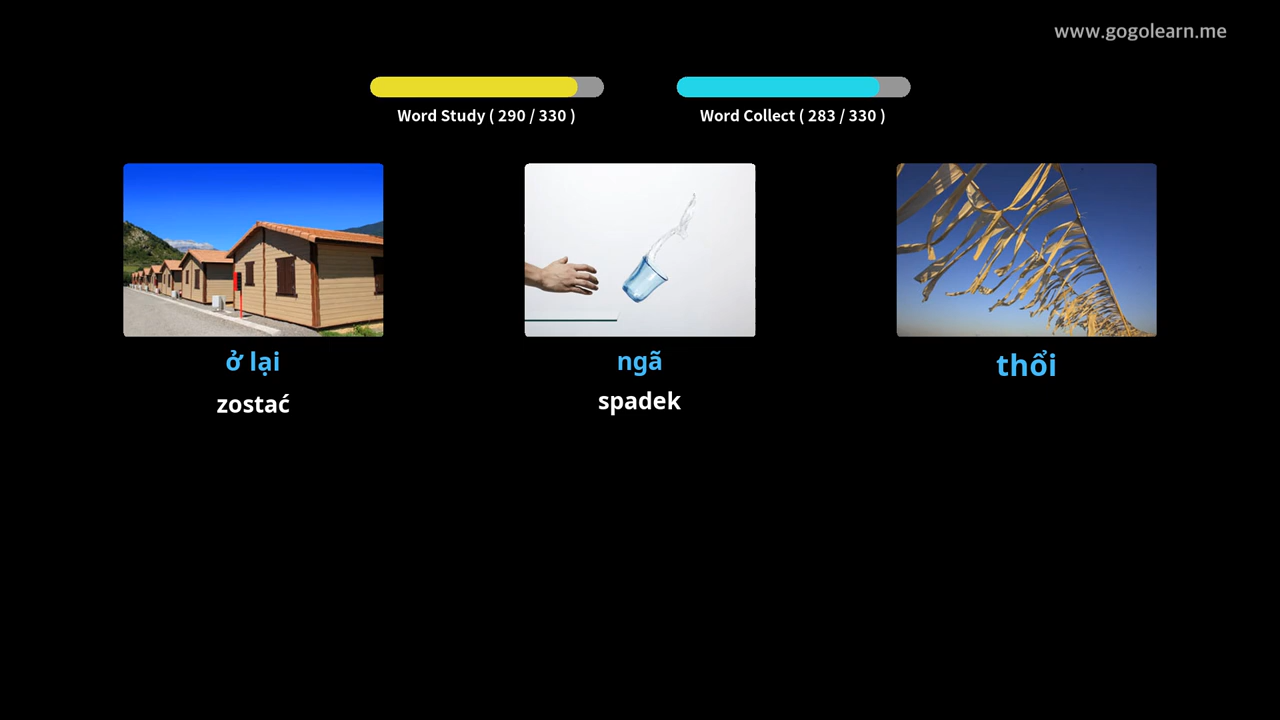 www.gogolearn.me
Word Study ( 290 / 330 )
Word Collect ( 283 / 330 )
ở lại
zostać
ngã
spadek
thổi